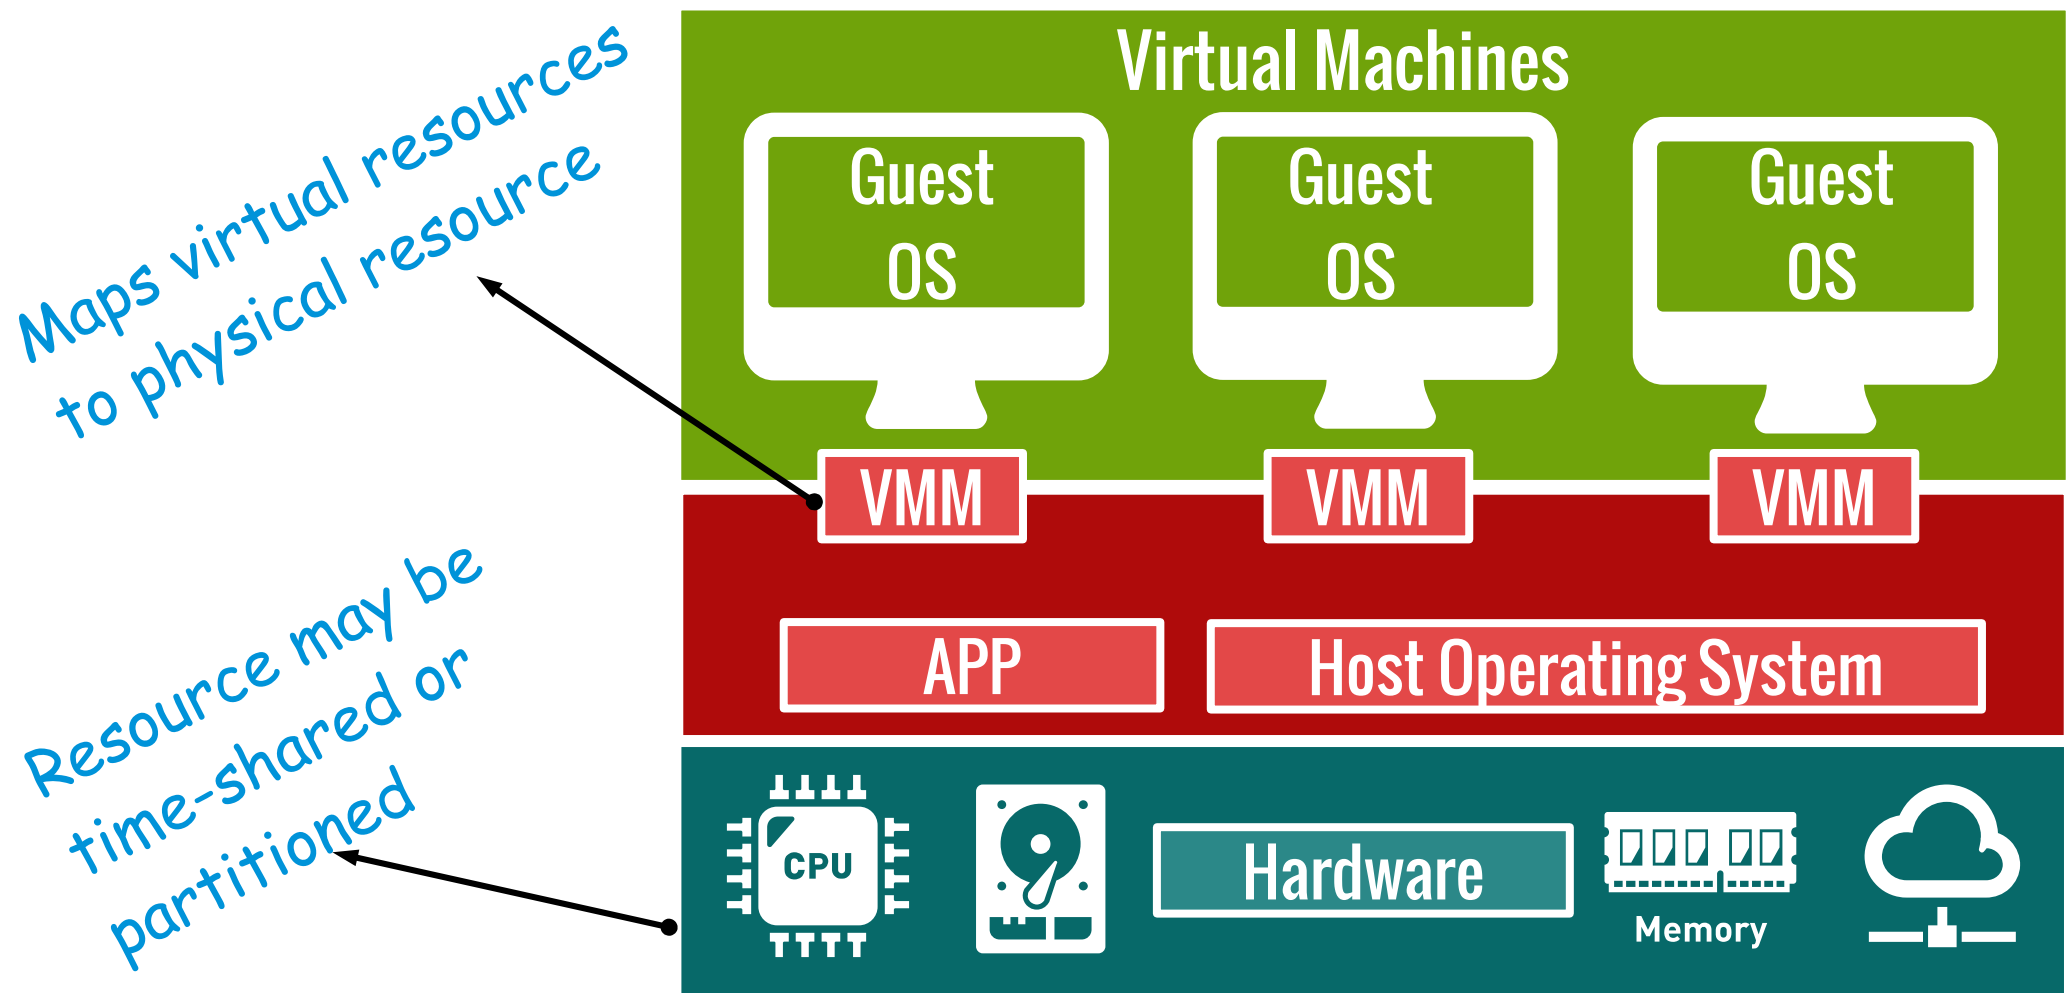 Maps virtual resources
to physical resource
Resource may be
time-shared or
partitioned
Virtual Machines
Guest
OS
Guest
OS
Guest
OS
VMM
VMM
VMM
APP
Host Operating System
CPU
Hardware
Memory